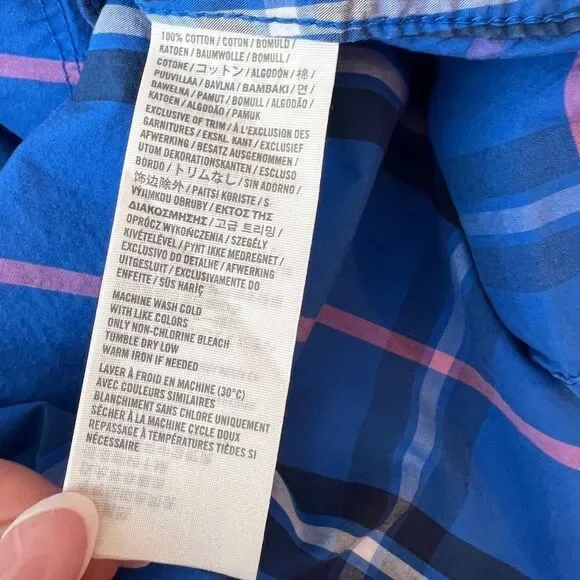 100% COTTON / COTON / BOMULD /
KATOEN / BAUMWOLLE / BOMULL /
COTONE / コットン / ALGODÓN / 棉 /
PUUVILLAA / BAVLNA / ΒΑΜΒΑΚΙ / 면 /
BAWEŁNA / PAMUT / BOMULL / ALGODÃO /
KATOEN / ALGODÃO / PAMUK
EXCLUSIVE OF TRIM / À L'EXCLUSION DES
GARNITURES / EKSKL. KANT / EXCLUSIEF
AFWERKING / BESATZ AUSGENOMMEN /
UTOM DEKORATIONSKANTEN / ESCLUSO
BORDO / トリムなし / SIN ADORNO /
饰边除外 / PAITSI KORISTE / S
VÝJIMKOU OBRUBY / ΕΚΤΟΣ ΤΗΣ
ΔΙΑΚΟΣΜΗΣΗΣ / 고급 트리밍 /
OPRÓCZ WYKOŃCZENIA / SZEGÉLY
KIVÉTELÉVEL / PYNT IKKE MEDREGNET /
EXCLUSIVO DO DETALHE / AFWERKING
UITGESLUIT / EXCLUSIVAMENTO DO
ENFEITE / SÜS HARİÇ
MACHINE WASH COLD
WITH LIKE COLORS
ONLY NON-CHLORINE BLEACH
TUMBLE DRY LOW
WARM IRON IF NEEDED
LAVER À FROID EN MACHINE (30°C)
AVEC COULEURS SIMILAIRES
BLANCHIMENT SANS CHLORE UNIQUEMENT
SÉCHER À LA MACHINE CYCLE DOUX
REPASSAGE À TEMPÉRATURES TIÈDES SI
NÉCESSAIRE